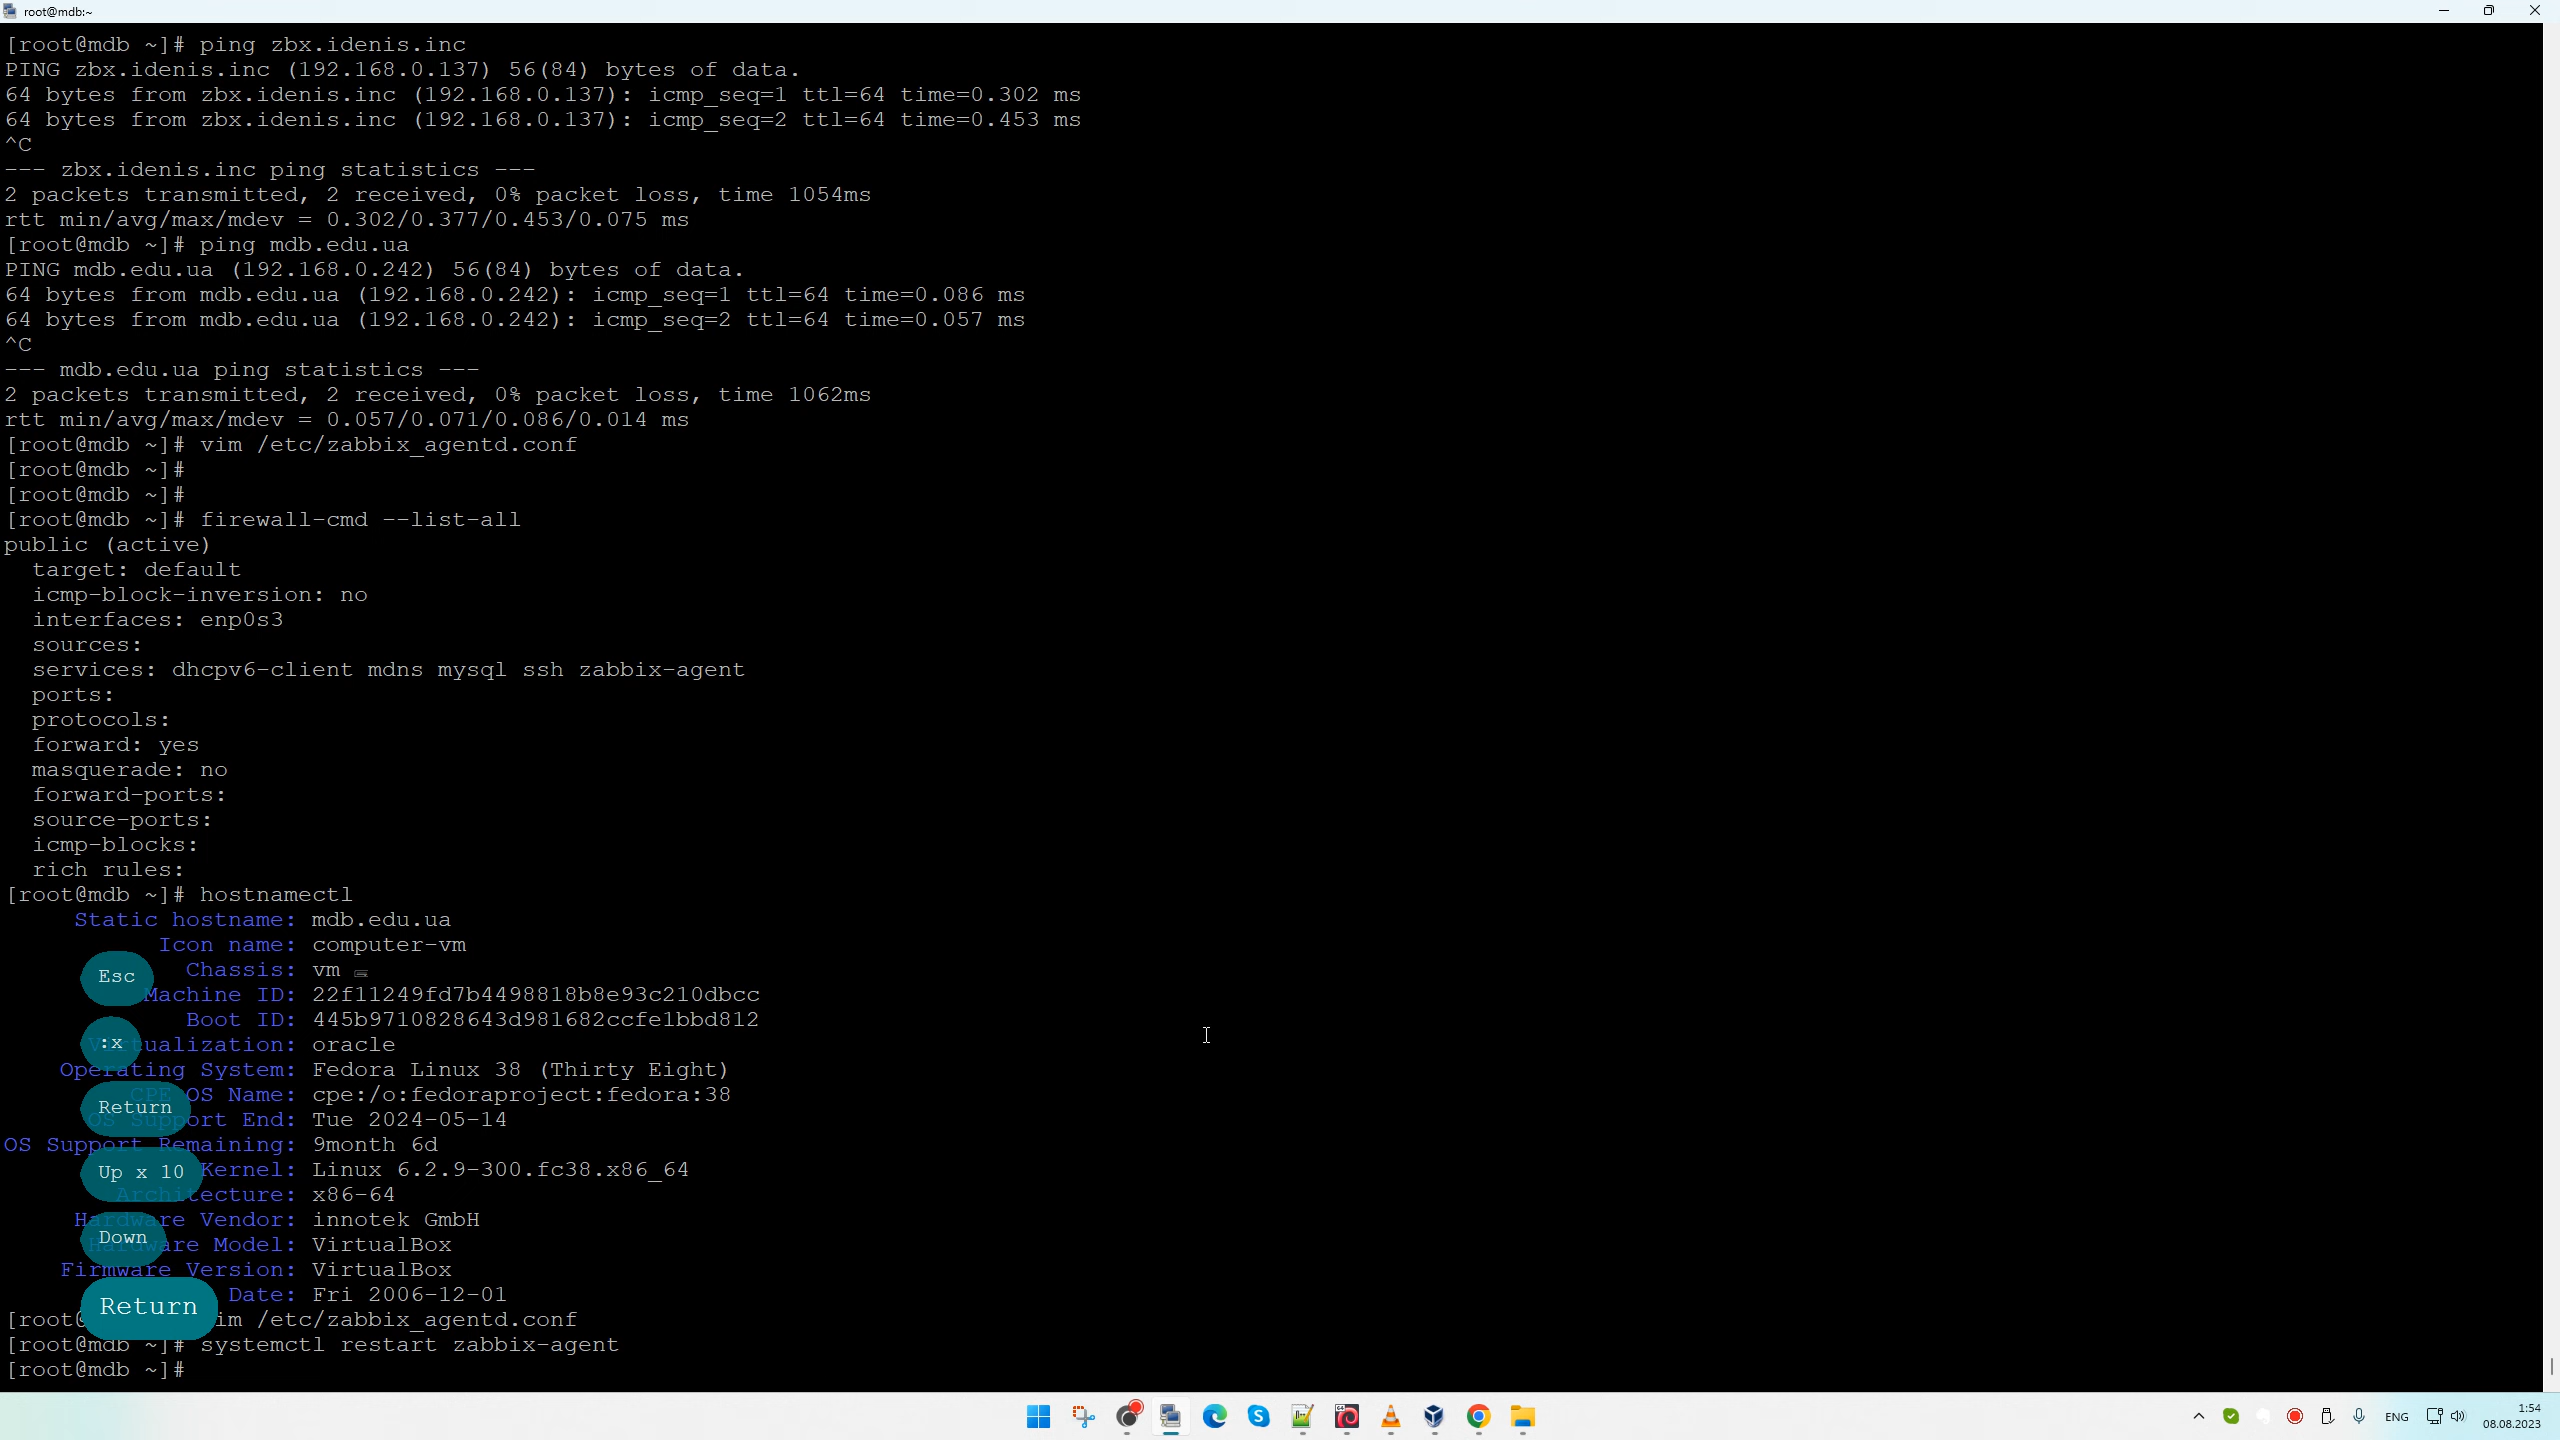 root@mdb:~
[root@mdb ~]# ping zbx.idenis.inc
PING zbx.idenis.inc (192.168.0.137) 56(84) bytes of data.
64 bytes from zbx.idenis.inc (192.168.0.137): icmp_seq=1 ttl=64 time=0.302 ms
64 bytes from zbx.idenis.inc (192.168.0.137): icmp_seq=2 ttl=64 time=0.453 ms
^C
--- zbx.idenis.inc ping statistics ---
2 packets transmitted, 2 received, 0% packet loss, time 1054ms
rtt min/avg/max/mdev = 0.302/0.377/0.453/0.075 ms
[root@mdb ~]# ping mdb.edu.ua
PING mdb.edu.ua (192.168.0.242) 56(84) bytes of data.
64 bytes from mdb.edu.ua (192.168.0.242): icmp_seq=1 ttl=64 time=0.086 ms
64 bytes from mdb.edu.ua (192.168.0.242): icmp_seq=2 ttl=64 time=0.057 ms
^C
--- mdb.edu.ua ping statistics ---
2 packets transmitted, 2 received, 0% packet loss, time 1062ms
rtt min/avg/max/mdev = 0.057/0.071/0.086/0.014 ms
[root@mdb ~]# vim /etc/zabbix_agentd.conf
[root@mdb ~]#
[root@mdb ~]#
[root@mdb ~]# firewall-cmd --list-all
public (active)
target: default
icmp-block-inversion: no
interfaces: enp0s3
sources:
services: dhcpv6-client mdns mysql ssh zabbix-agent
ports:
protocols:
forward: yes
masquerade: no
forward-ports:
source-ports:
icmp-blocks:
rich rules:
[root@mdb ~]# hostnamectl
Static hostname: mdb.edu.ua
Icon name: computer-vm
Chassis: vm
Esc
Machine ID: 22f11249fd7b4498818b8e93c210dbcc
Boot ID: 445b9710828643d981682ccfe1bbd812
:x
Virtualization: oracle
Operating System: Fedora Linux 38 (Thirty Eight)
CPE OS Name: cpe:/o:fedoraproject:fedora:38
Return
OS Support End: Tue 2024-05-14
OS Support Remaining: 9month 6d
Up x 10
Kernel: Linux 6.2.9-300.fc38.x86_64
Architecture: x86-64
Hardware Vendor: innotek GmbH
Down
Hardware Model: VirtualBox
Firmware Version: VirtualBox
Date: Fri 2006-12-01
Return
[root@ im /etc/zabbix_agentd.conf
[root@mdb ~]# systemctl restart zabbix-agent
[root@mdb ~]#
ENG
1:54
08.08.2023